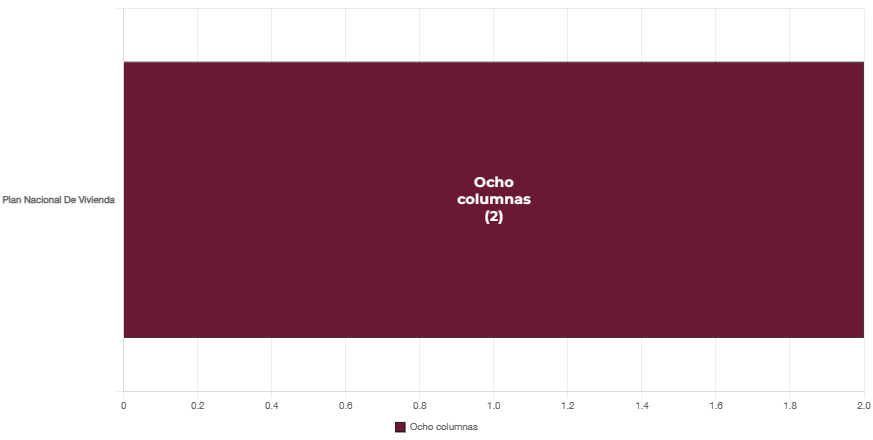 Ocho
columnas
(2)
Plan Nacional De Vivienda
0 0.2 0.4 0.6 0.8 1.0 1.2 1.4 1.6 1.8 2.0
Ocho columnas